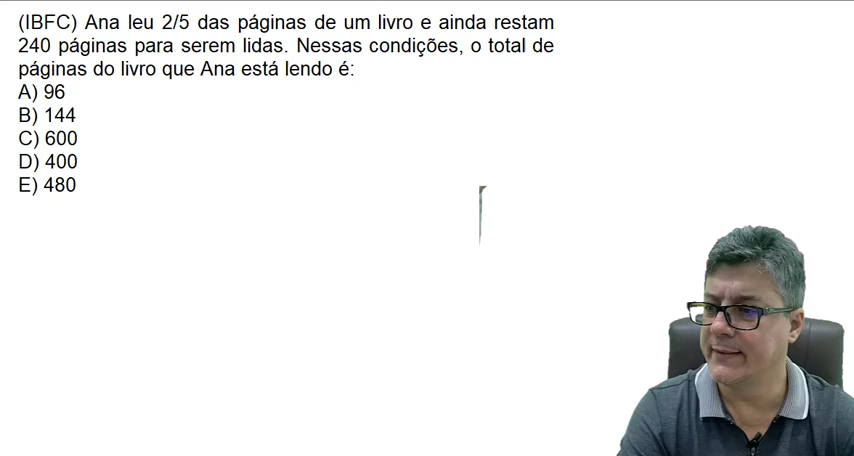 (IBFC) Ana leu 2/5 das páginas de um livro e ainda restam
240 páginas para serem lidas. Nessas condições, o total de
páginas do livro que Ana está lendo é:
A) 96
B) 144
C) 600
D) 400
E) 480